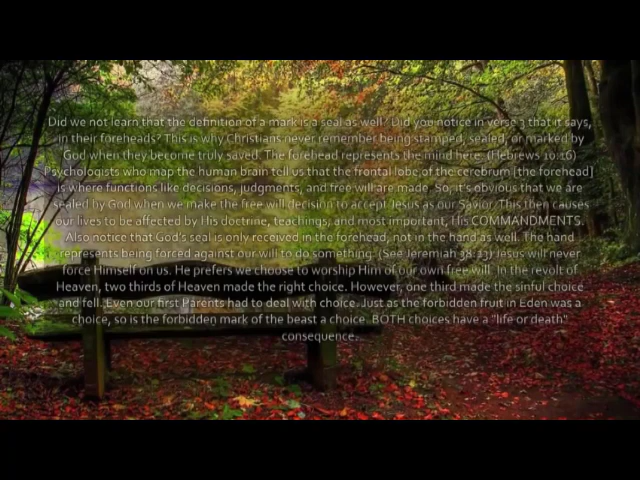 Did we not learn that the definition of a mark is a seal as well? Did you notice in verse 3 that it says,
in their foreheads? This is why Christians never remember being stamped, sealed, or marked by
God when they become truly saved. The forehead represents the mind here. (Hebrews 10:16)
Psychologists who map the human brain tell us that the frontal lobe of the cerebrum [the forehead]
is where functions like decisions, judgments, and free will are made. So, it's obvious that we are
sealed by God when we make the free will decision to accept Jesus as our Savior. This then causes
our lives to be affected by His doctrine, teachings, and most important, His COMMANDMENTS.
Also notice that God's seal is only received in the forehead, not in the hand as well. The hand
represents being forced against our will to do something. (See Jeremiah 38:23) Jesus will never
force Himself on us. He prefers we choose to worship Him of our own free will. In the revolt of
Heaven, two thirds of Heaven made the right choice. However, one third made the sinful choice
and fell. Even our first Parents had to deal with choice. Just as the forbidden fruit in Eden was a
choice, so is the forbidden mark of the beast a choice. BOTH choices have a "life or death"
consequence.